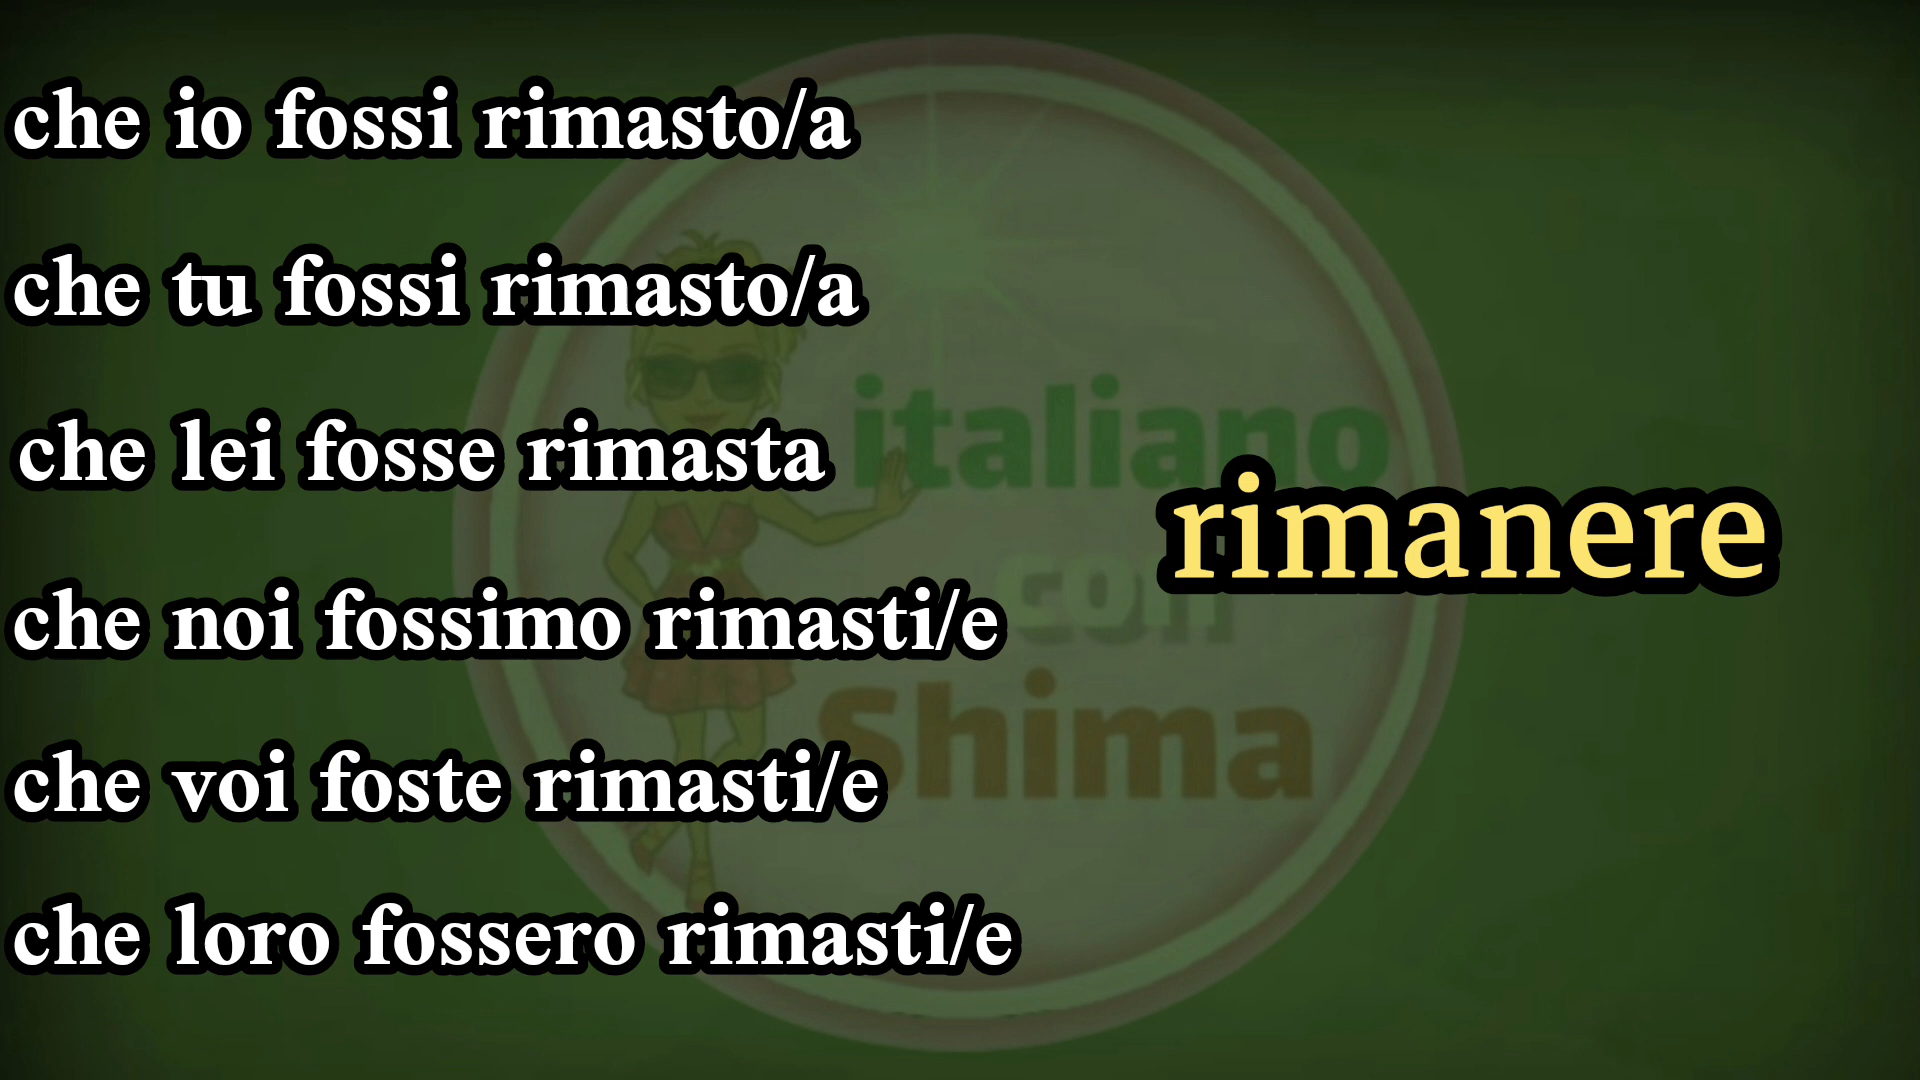 che io fossi rimasto/a
che tu fossi rimasto/a
che lei fosse rimasta
che noi fossimo rimasti/e
che voi foste rimasti/e
che loro fossero rimasti/e
rimanere
italiano
con
Shima